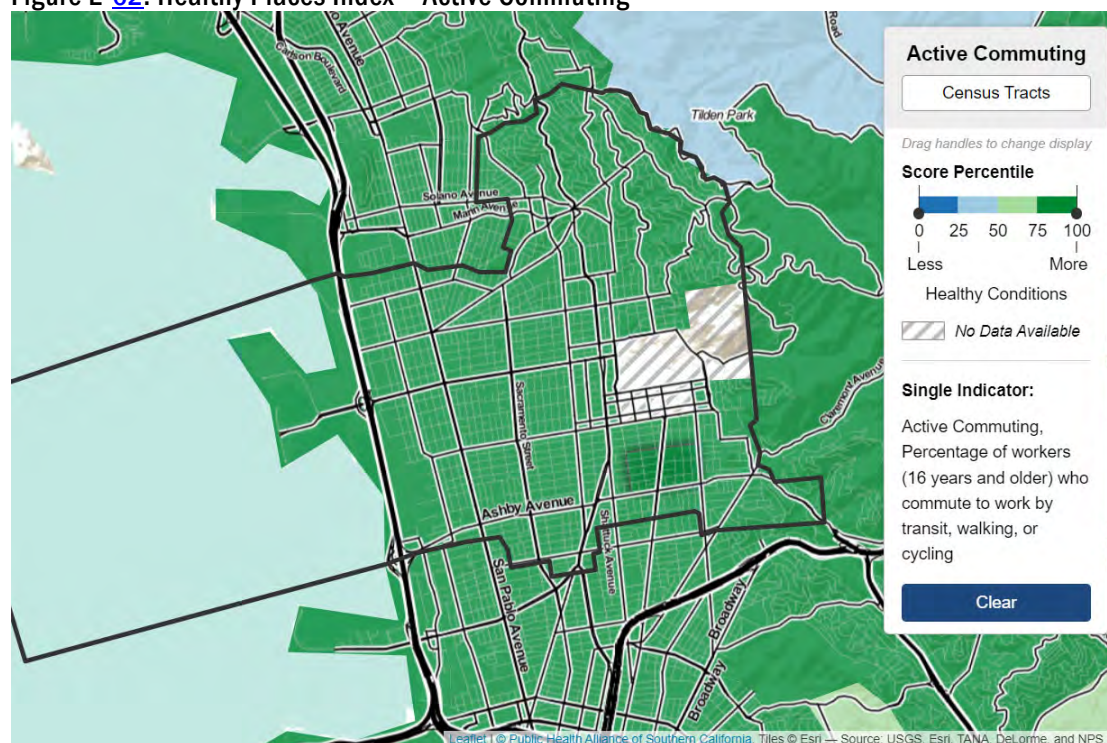 Figure E-62: Healthy Places Index – Active Commuting
Road
Avenue
Carlson Boulevard
Tilden Park
Solano Avenue
Marin Avenue
Sacramento Street
Claremont Avenue
Ashby Avenue
Shattuck Avenue
San Pablo Avenue
Broadway
Broadway
Active Commuting
Census Tracts
Drag handles to change display
Score Percentile
0 25 50 75 100
Less More
Healthy Conditions
No Data Available
Single Indicator:
Active Commuting,
Percentage of workers
(16 years and older) who
commute to work by
transit, walking, or
cycling
Clear
Leaflet | © Public Health Alliance of Southern California, Tiles © Esri — Source: USGS, Esri, TANA, DeLorme, and NPS